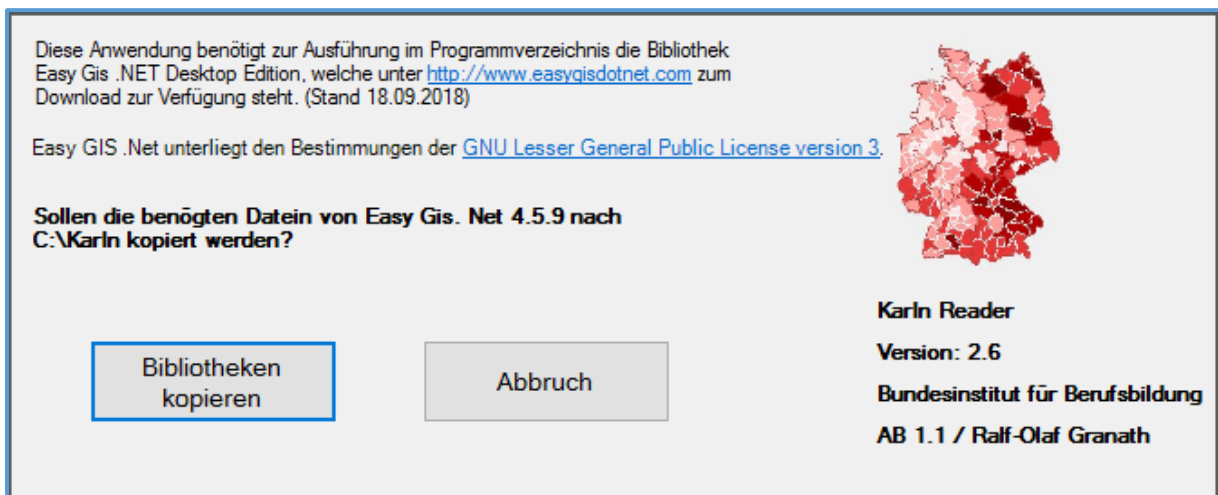 Diese Anwendung benötigt zur Ausführung im Programmverzeichnis die Bibliothek
Easy Gis .NET Desktop Edition, welche unter http://www.easygisdotnet.com zum
Download zur Verfügung steht. (Stand 18.09.2018)
Easy GIS .Net unterliegt den Bestimmungen der GNU Lesser General Public License version 3.
Sollen die benögten Datein von Easy Gis. Net 4.5.9 nach
C:\KarIn kopiert werden?
Bibliotheken
kopieren
Abbruch
KarIn Reader
Version: 2.6
Bundesinstitut für Berufsbildung
AB 1.1 / Ralf-Olaf Granath